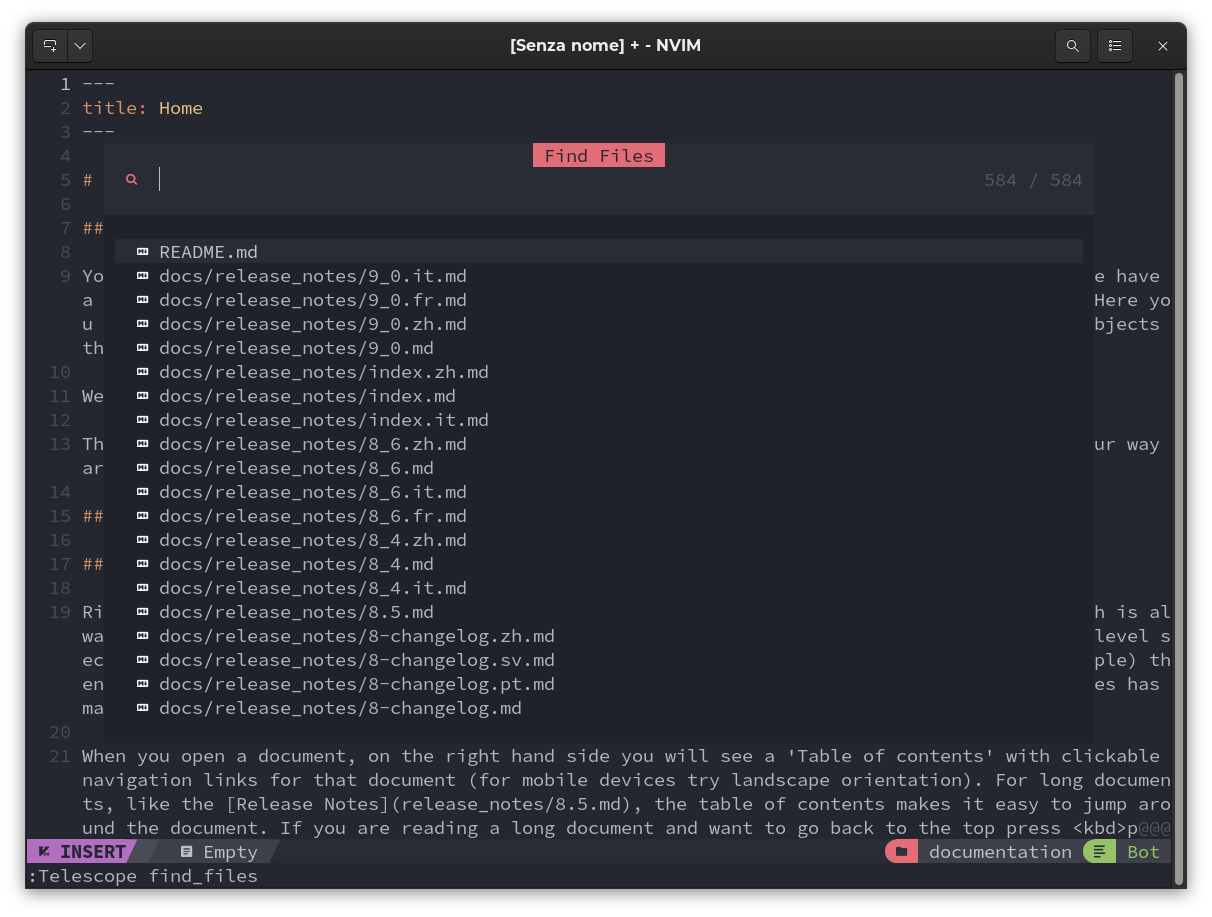 [Senza nome] + - NVIM
1 ---
2 title: Home
3 ---
4 Find Files
5 # 584 / 584
6
7 ##
8 README.md
9 Yo docs/release_notes/9_0.it.md e have
a docs/release_notes/9_0.fr.md Here yo
u docs/release_notes/9_0.zh.md bjects
th docs/release_notes/9_0.md
10 docs/release_notes/index.zh.md
11 We docs/release_notes/index.md
12 docs/release_notes/index.it.md
13 Th docs/release_notes/8_6.zh.md ur way
ar docs/release_notes/8_6.md
14 docs/release_notes/8_6.it.md
15 ## docs/release_notes/8_6.fr.md
16 docs/release_notes/8_4.zh.md
17 ## docs/release_notes/8_4.md
18 docs/release_notes/8_4.it.md
19 Ri docs/release_notes/8.5.md h is al
wa docs/release_notes/8-changelog.zh.md level s
ec docs/release_notes/8-changelog.sv.md ple) th
en docs/release_notes/8-changelog.pt.md es has
ma docs/release_notes/8-changelog.md
20
21 When you open a document, on the right hand side you will see a 'Table of contents' with clickable
navigation links for that document (for mobile devices try landscape orientation). For long documen
ts, like the [Release Notes](release_notes/8.5.md), the table of contents makes it easy to jump aro
und the document. If you are reading a long document and want to go back to the top press <kbd>p@@@
INSERT Empty documentation Bot
:Telescope find_files